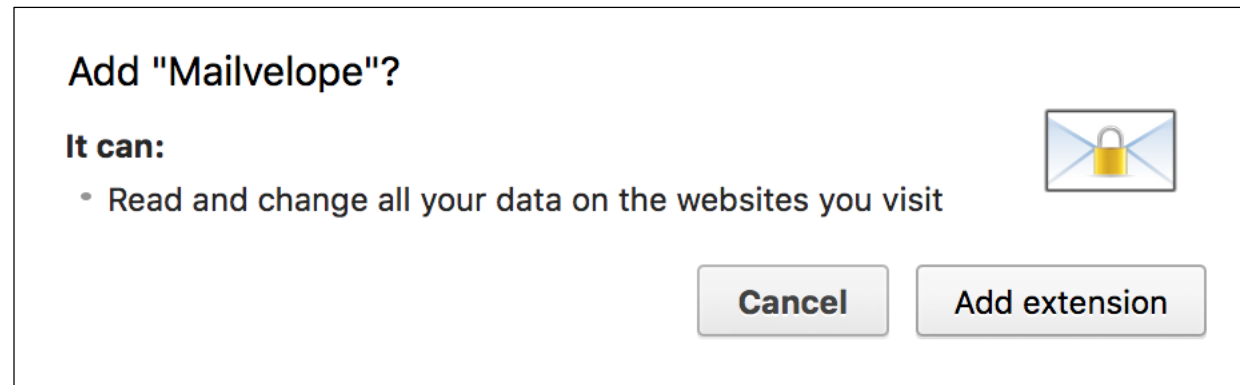 Add "Mailvelope"?
It can:
• Read and change all your data on the websites you visit
Cancel Add extension